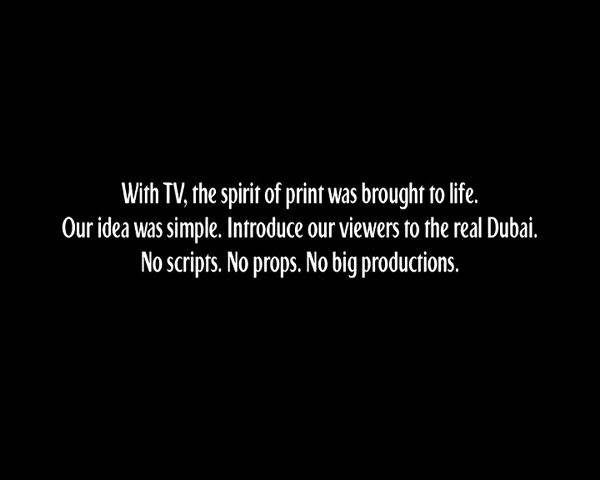 With TV, the spirit of print was brought to life.
Our idea was simple. Introduce our viewers to the real Dubai.
No scripts. No props. No big productions.